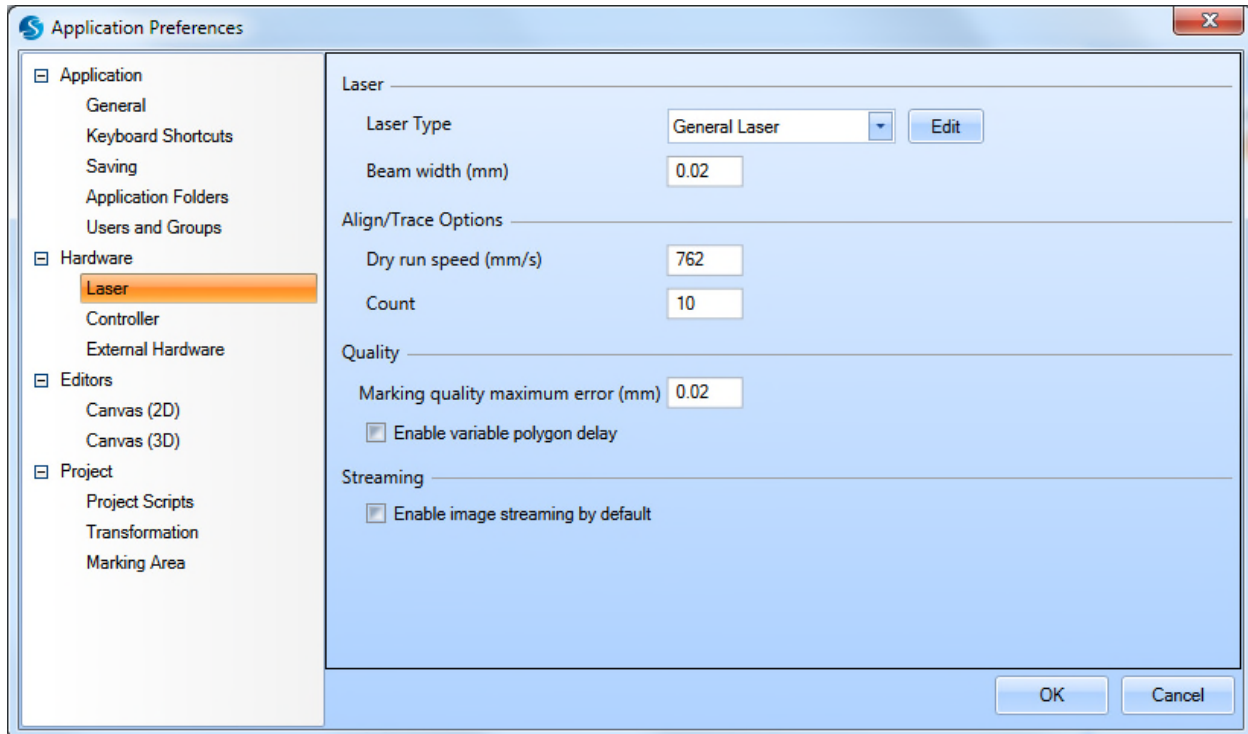 Application Preferences
Application
General
Keyboard Shortcuts
Saving
Application Folders
Users and Groups
Hardware
Laser
Controller
External Hardware
Editors
Canvas (2D)
Canvas (3D)
Project
Project Scripts
Transformation
Marking Area
Laser
Laser Type General Laser Edit
Beam width (mm) 0.02
Align/Trace Options
Dry run speed (mm/s) 762
Count 10
Quality
Marking quality maximum error (mm) 0.02
Enable variable polygon delay
Streaming
Enable image streaming by default
OK Cancel